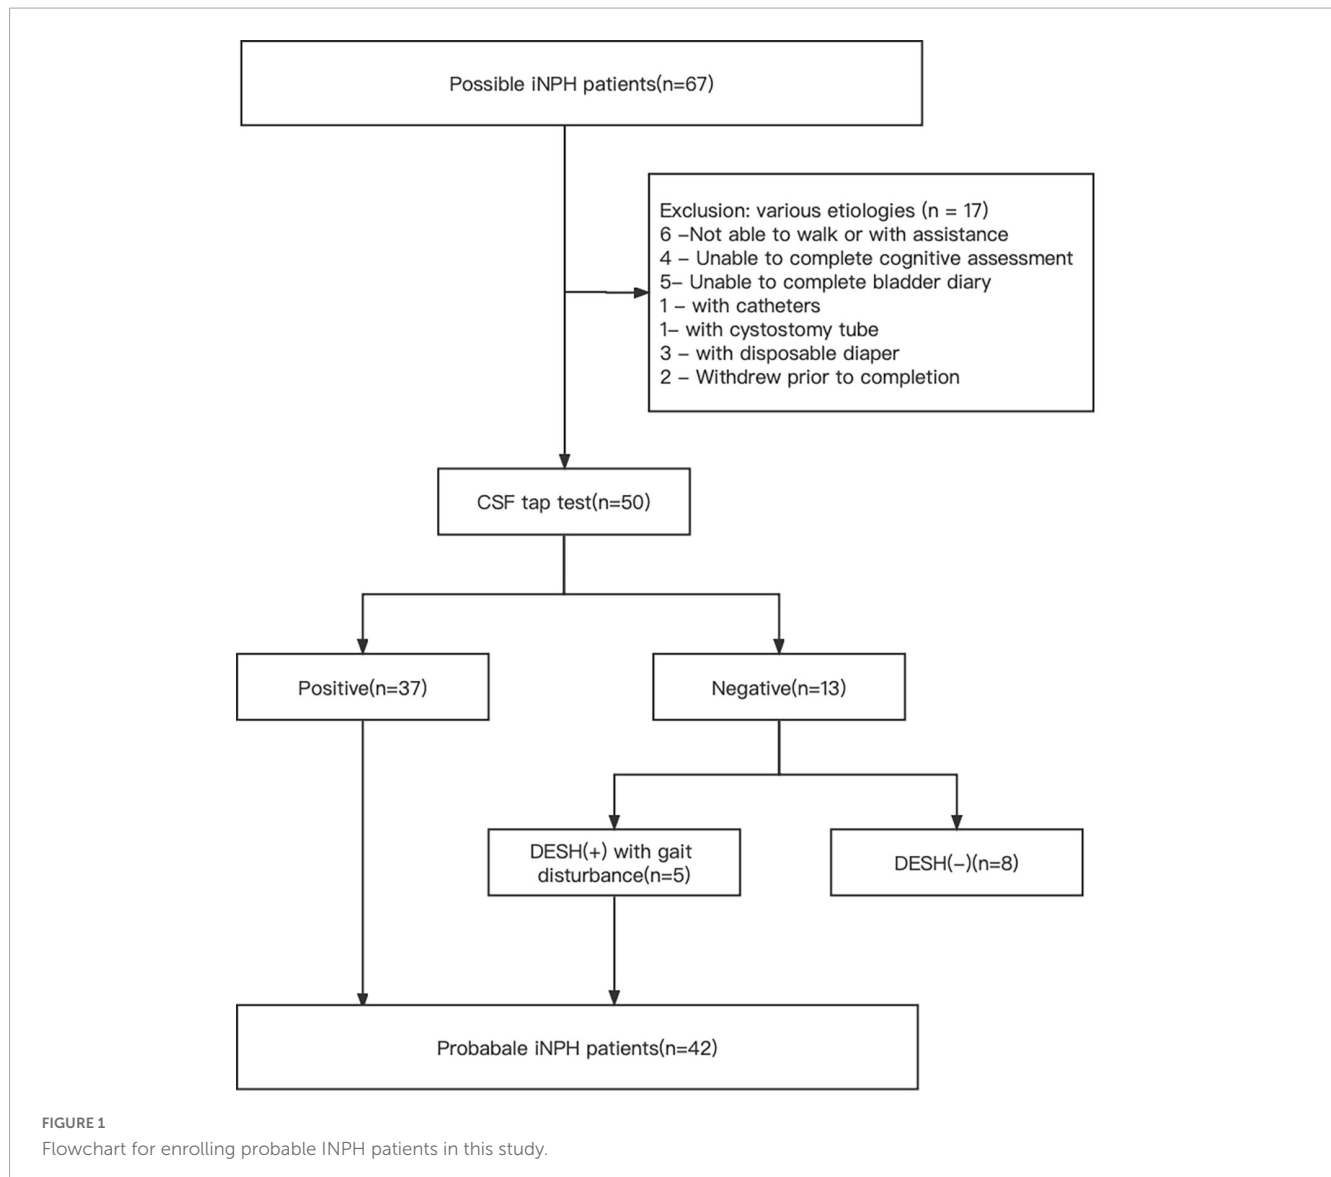 Possible iNPH patients(n=67)
Exclusion: various etiologies (n = 17)
6 –Not able to walk or with assistance
4 – Unable to complete cognitive assessment
5– Unable to complete bladder diary
1 – with catheters
1– with cystostomy tube
3 – with disposable diaper
2 – Withdrew prior to completion
CSF tap test(n=50)
Positive(n=37)
Negative(n=13)
DESH(+) with gait
disturbance(n=5)
DESH(–)(n=8)
Probabale iNPH patients(n=42)
FIGURE 1
Flowchart for enrolling probable INPH patients in this study.